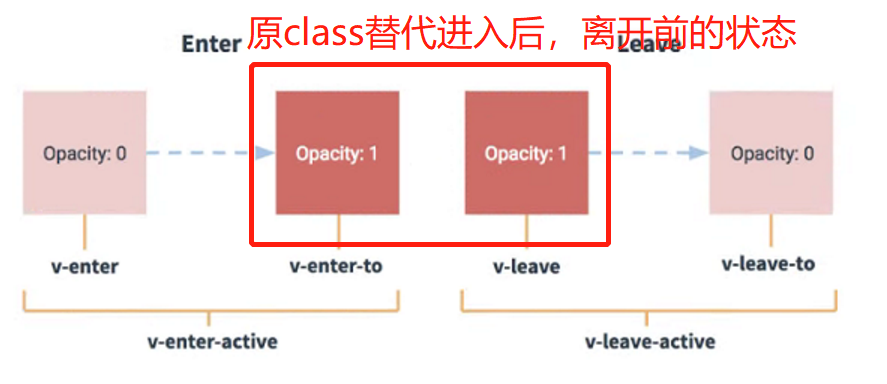 Enter
原class替代进入后，离开前的状态
Leave
Opacity: 0
Opacity: 1
Opacity: 1
Opacity: 0
v-enter
v-enter-to
v-leave
v-leave-to
v-enter-active
v-leave-active